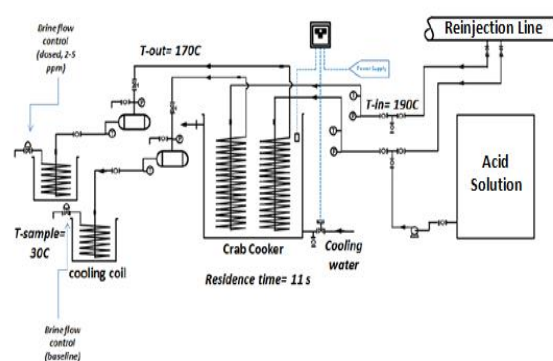 Brine flow
control
(dosed, 2-5
ppm)
T-out= 170C
Reinjection Line
Power Supply
T-in= 190C
Acid
Solution
T
P
T
P
T
P
T
P
T-sample=
30C
cooling coil
Crab Cooker
Cooling
water
Residence time= 11 s
Brine flow
control
(baseline)